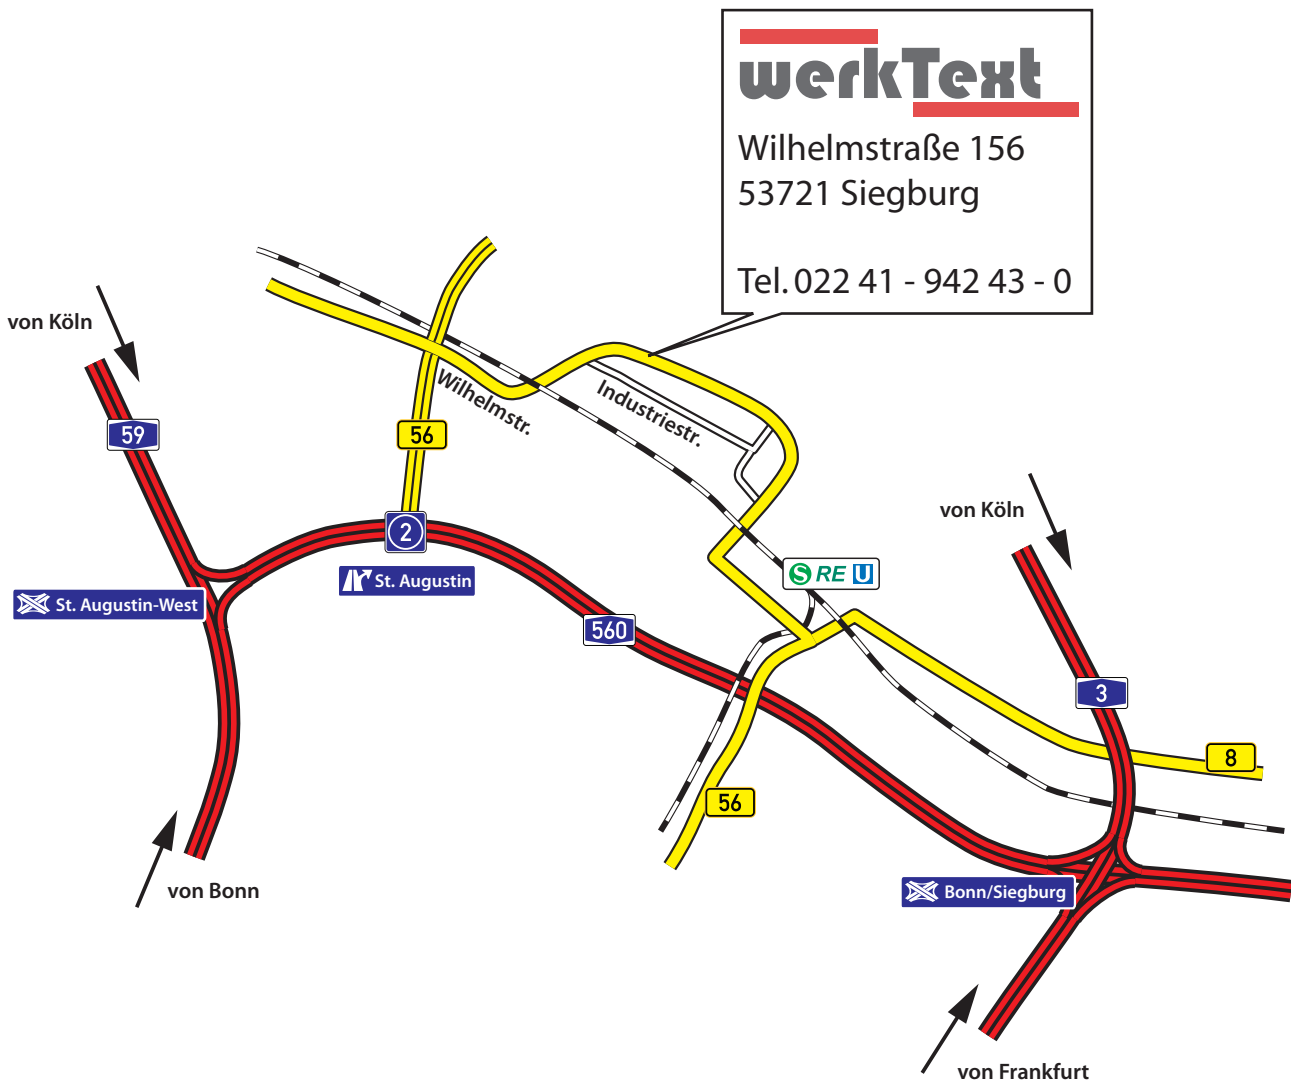 werkText
Wilhelmstraße 156
53721 Siegburg
Tel. 022 41 - 942 43 - 0
von Köln
Wilhelmstr.
Industriestr.
59
56
von Köln
2
S RE U
St. Augustin
St. Augustin-West
560
3
8
56
von Bonn
Bonn/Siegburg
von Frankfurt